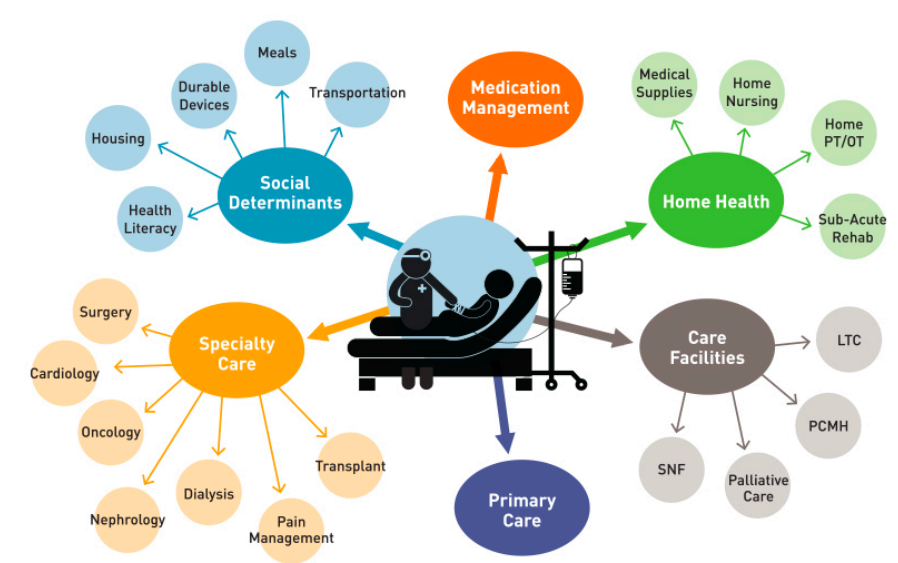 Meals
Durable
Devices
Transportation
Housing
Health
Literacy
Social
Determinants
Medication
Management
Medical
Supplies
Home
Nursing
Home
PT/OT
Sub-Acute
Rehab
Home Health
Surgery
Cardiology
Oncology
Nephrology
Dialysis
Pain
Management
Transplant
Specialty
Care
Primary
Care
Care
Facilities
LTC
PCMH
Palliative
Care
SNF